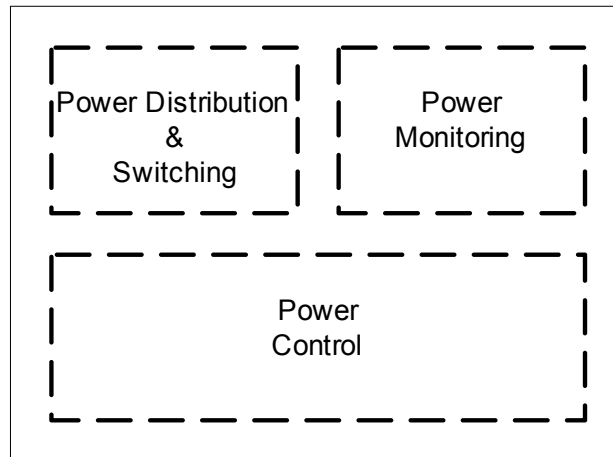 Power Distribution
&
Switching
Power
Monitoring
Power
Control